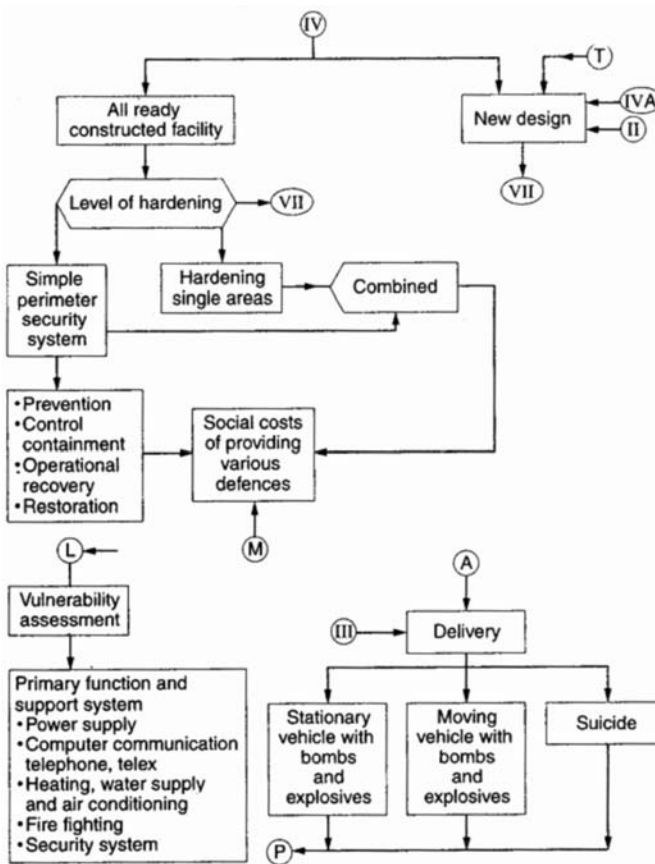 IV
T
All ready
constructed facility
New design
IVA
II
VII
Level of hardening
VII
Simple
perimeter
security
system
Hardening
single areas
Combined
•Prevention
•Control
containment
•Operational
recovery
•Restoration
Social costs
of providing
various
defences
M
L
A
Vulnerability
assessment
III
Delivery
Primary function and
support system
•Power supply
•Computer communication
telephone, telex
•Heating, water supply
and air conditioning
•Fire fighting
•Security system
Stationary
vehicle with
bombs
and
explosives
Moving
vehicle with
bombs and
explosives
Suicide
P